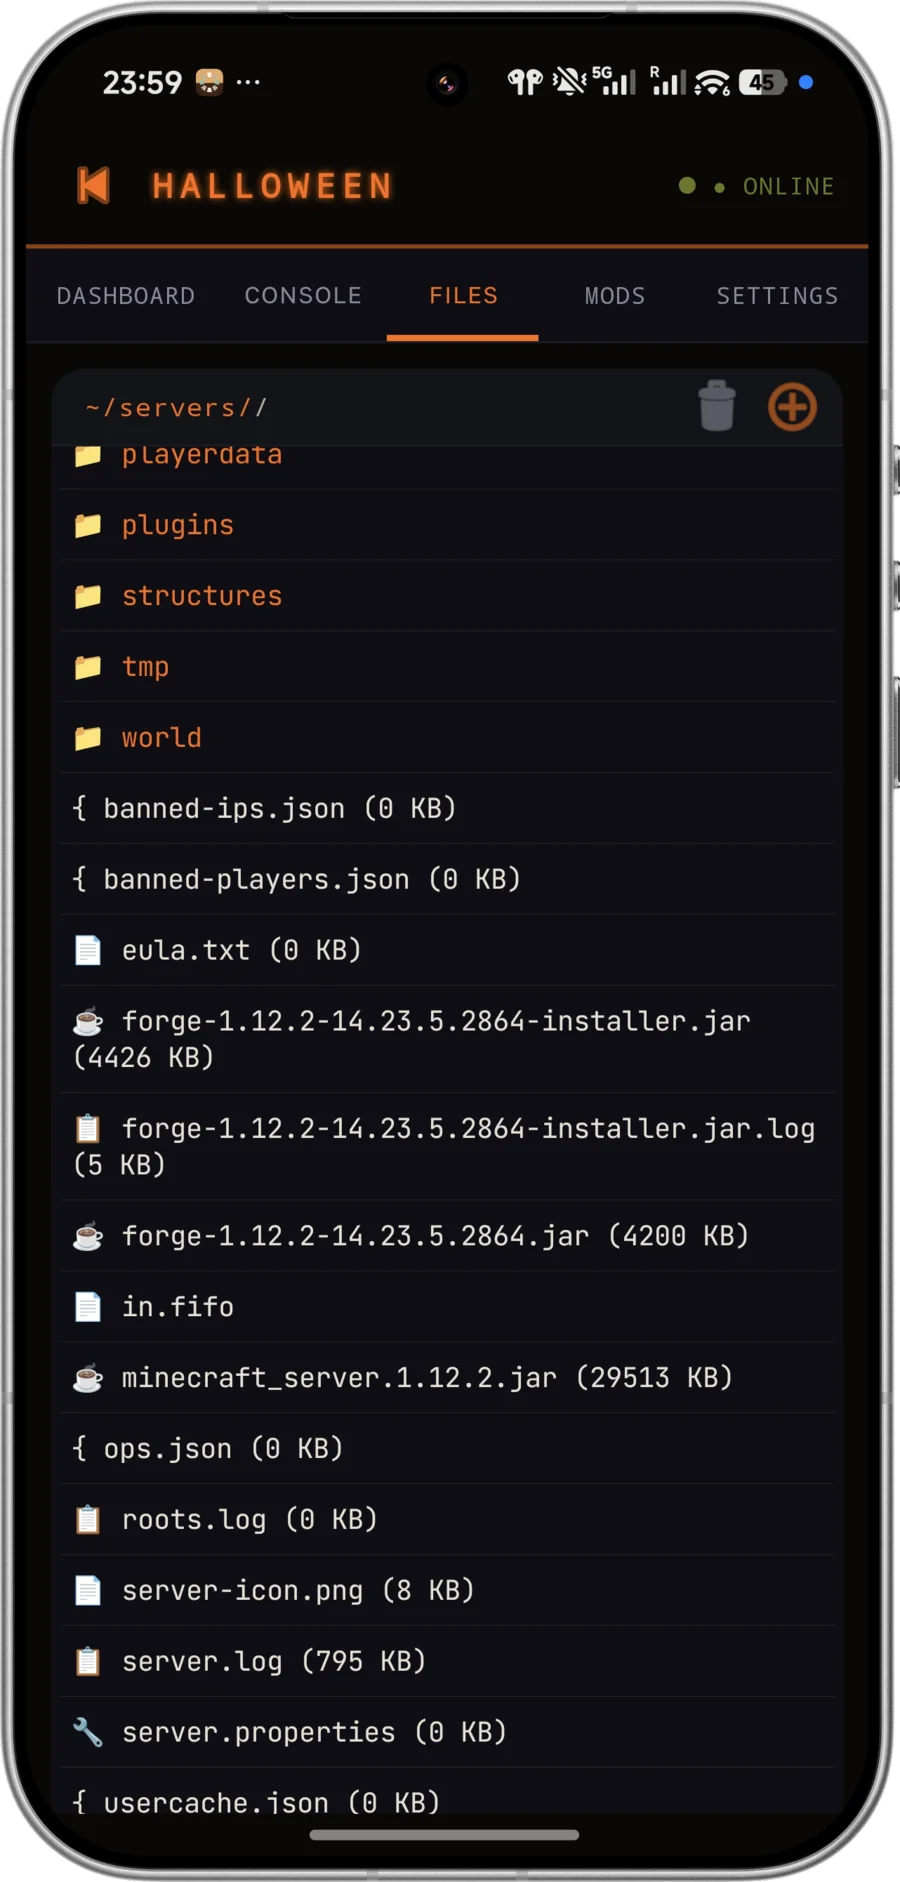 23:59 ...
5G R 6 45
HALLOWEEN
• ONLINE
DASHBOARD CONSOLE FILES MODS SETTINGS
~/servers//
playerdata
plugins
structures
tmp
world
{ banned-ips.json (0 KB)
{ banned-players.json (0 KB)
eula.txt (0 KB)
forge-1.12.2-14.23.5.2864-installer.jar
(4426 KB)
forge-1.12.2-14.23.5.2864-installer.jar.log
(5 KB)
forge-1.12.2-14.23.5.2864.jar (4200 KB)
in.fifo
minecraft_server.1.12.2.jar (29513 KB)
{ ops.json (0 KB)
roots.log (0 KB)
server-icon.png (8 KB)
server.log (795 KB)
server.properties (0 KB)
{ usercache.json (0 KB)